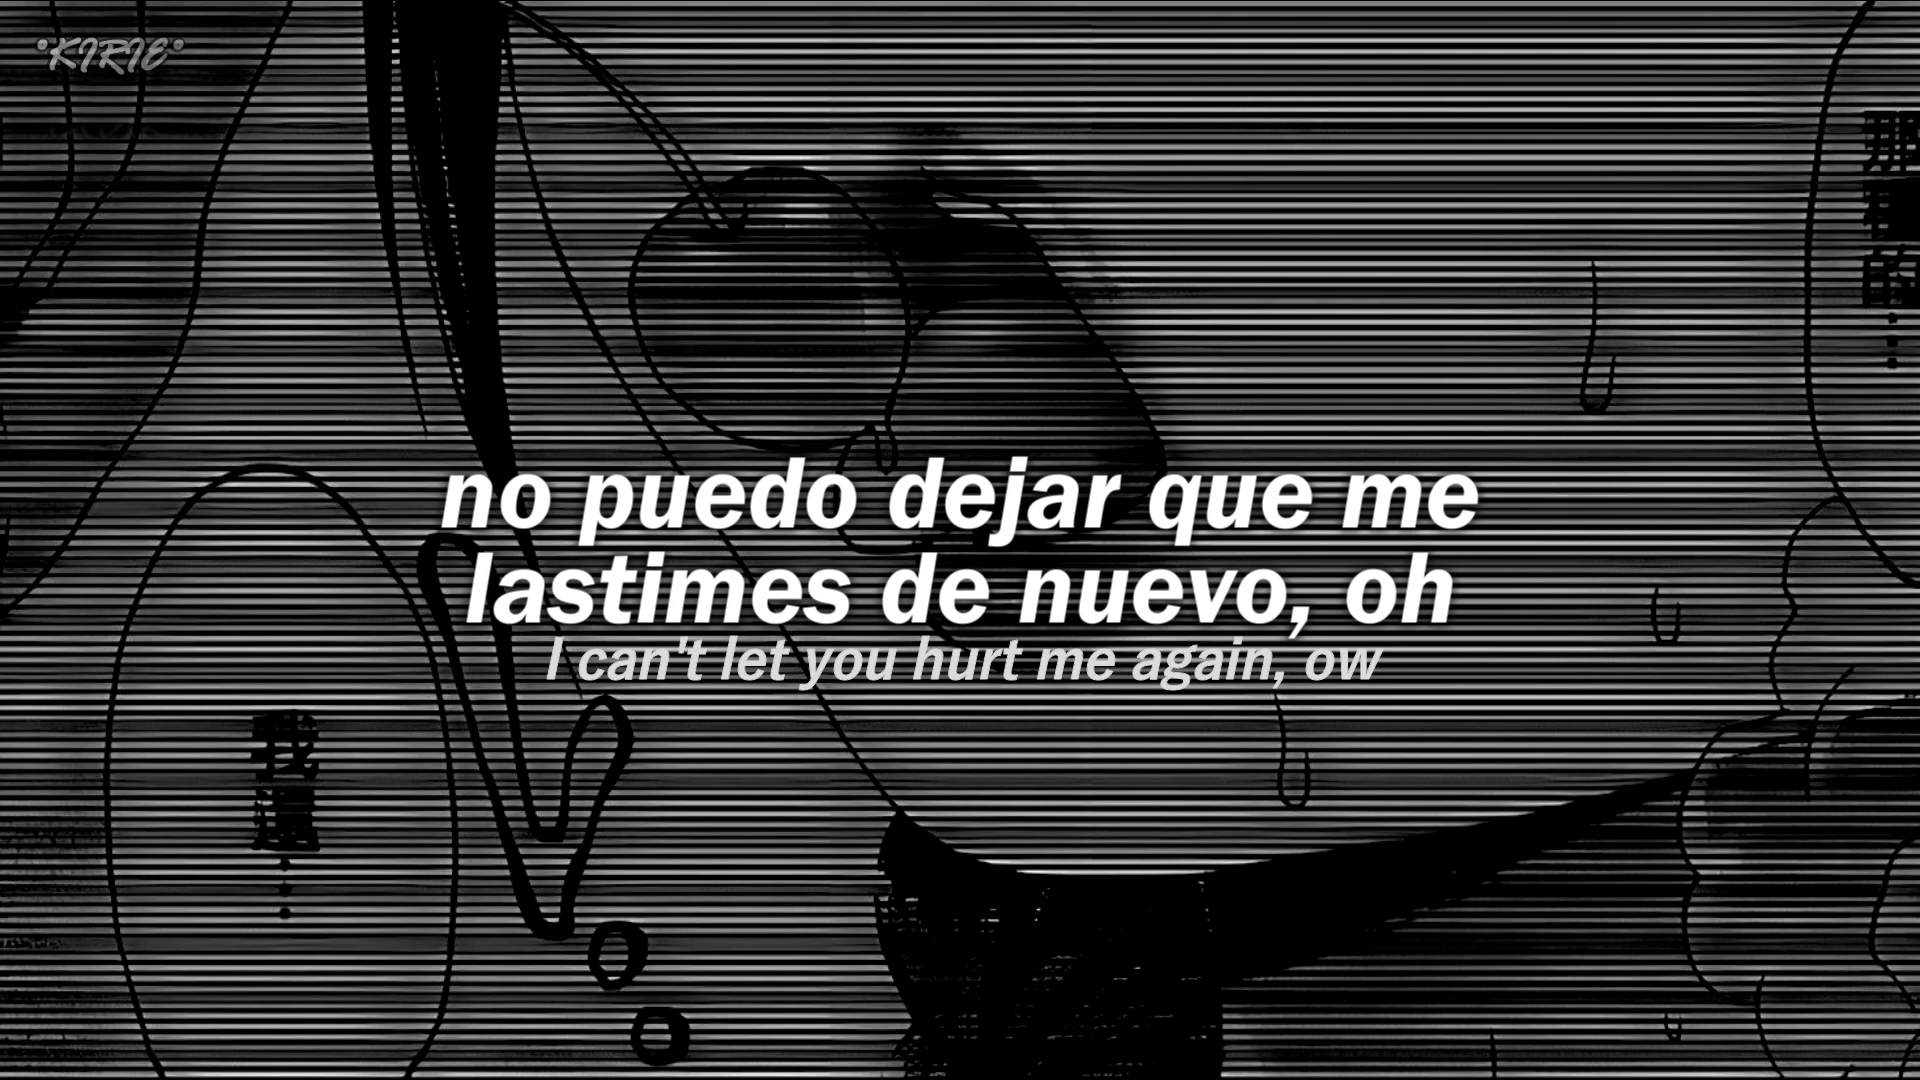 •KIRIE•
no puedo dejar que me
lastimes de nuevo, oh
I can't let you hurt me again, ow